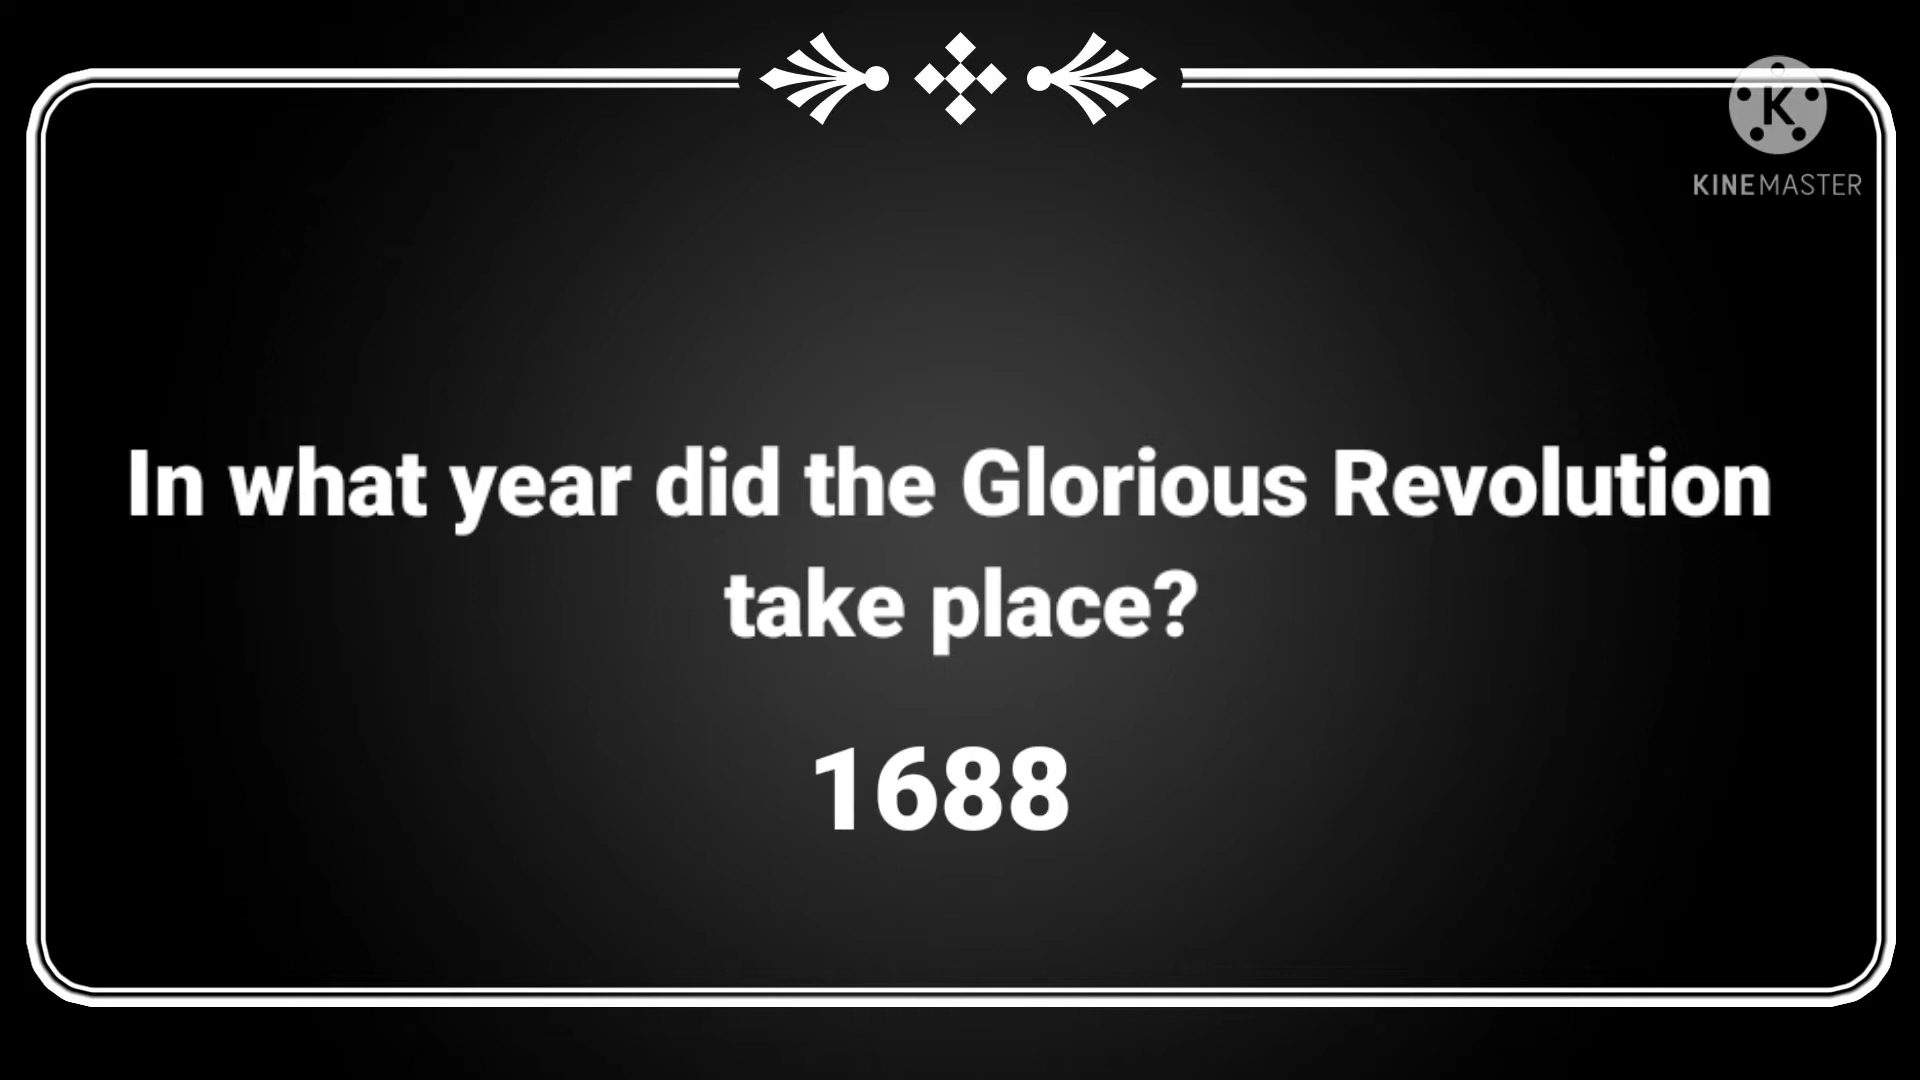 K
KINEMASTER
In what year did the Glorious Revolution
take place?
1688